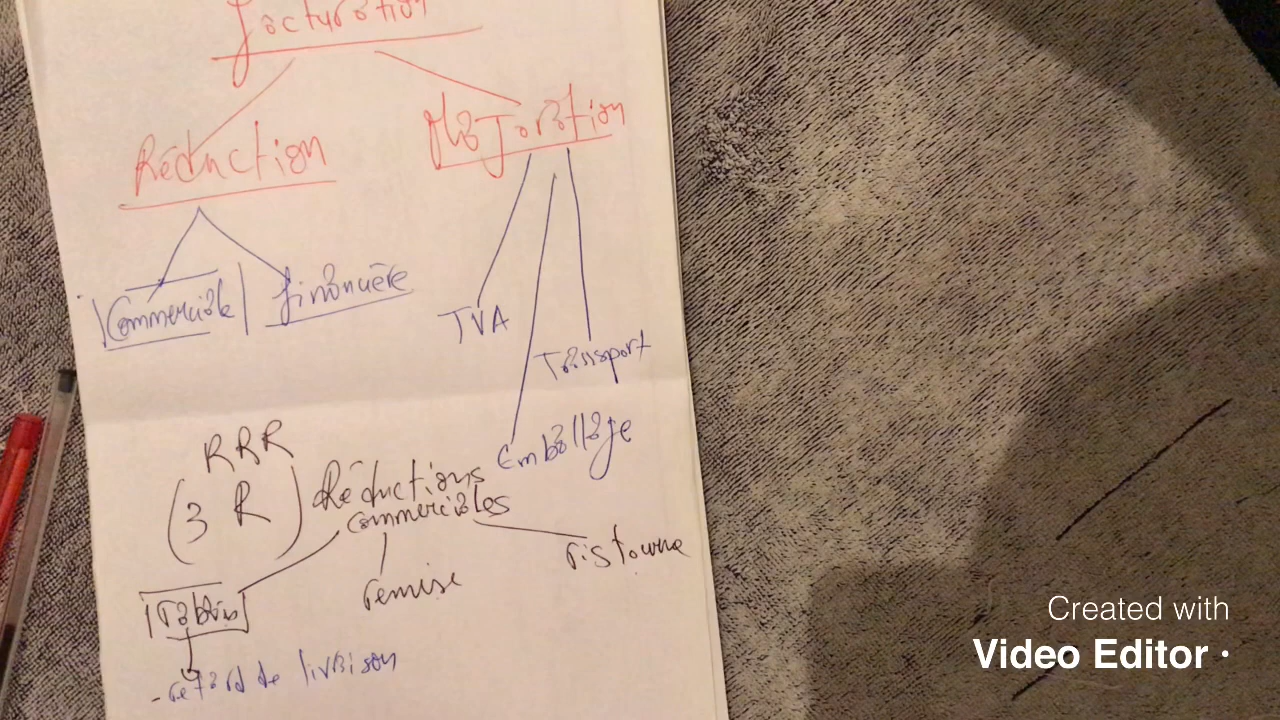 facturation
Réduction
Majoration
Commerciale
financière
TVA
Transport
Emballage
RRR
(3 R)
Réductions
commerciales
rabais
remise
ristourne
- retard de livraison
Created with
Video Editor